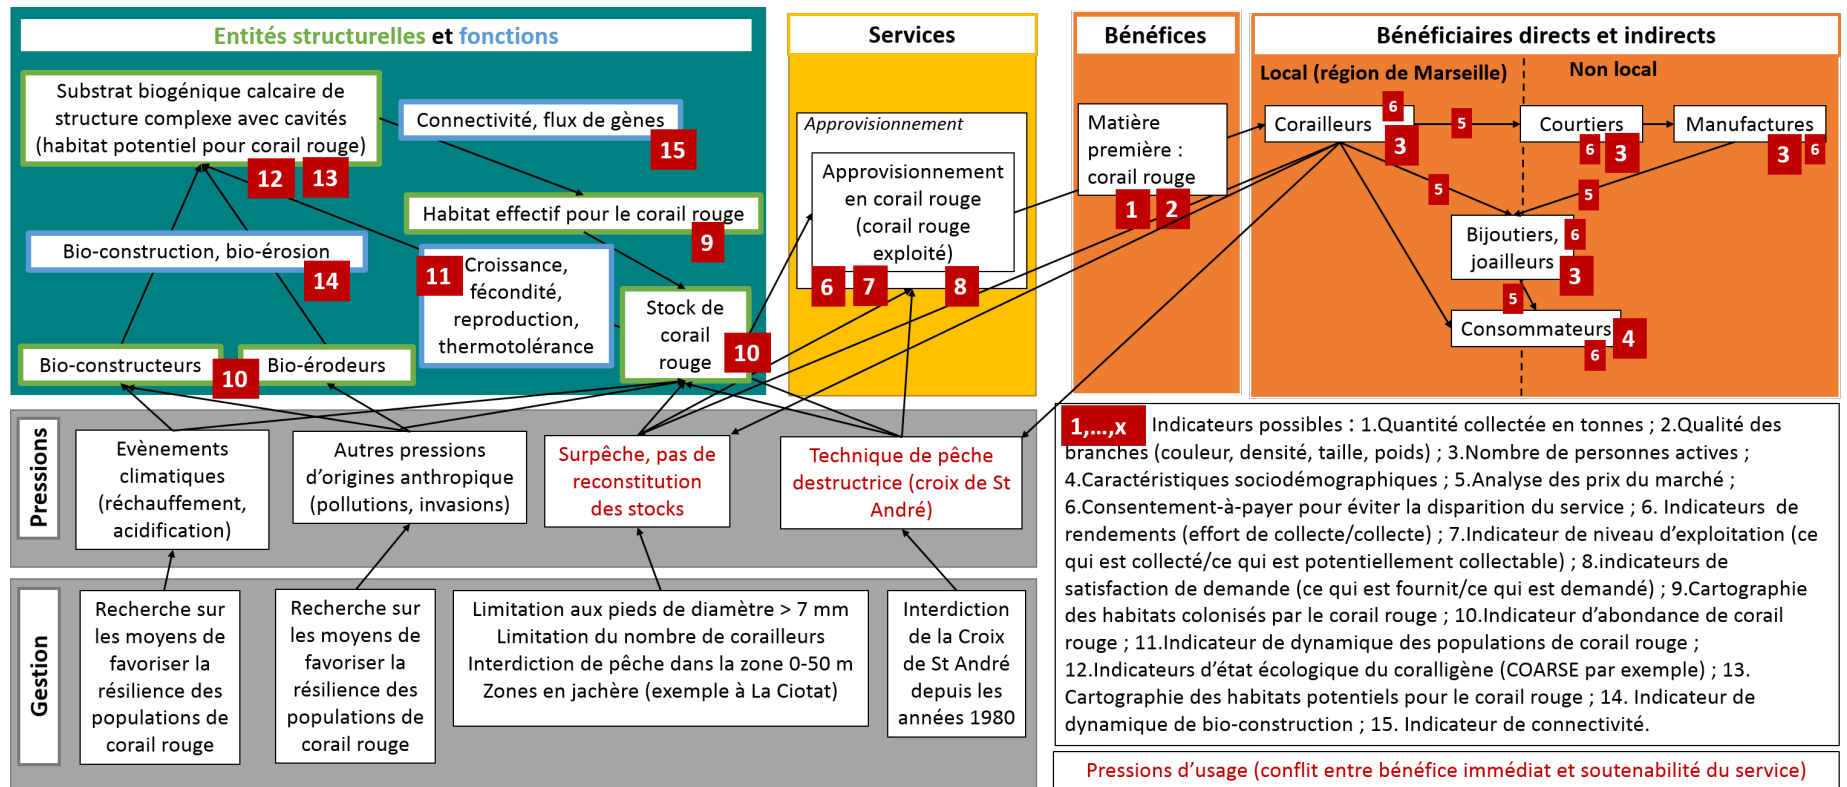 Entités structurelles et fonctions
Substrat biogénique calcaire de
structure complexe avec cavités
(habitat potentiel pour corail rouge)
12
13
Connectivité, flux de gènes
15
Habitat effectif pour le corail rouge
9
Bio-construction, bio-érosion
14
11
Croissance,
fécondité,
reproduction,
thermotolérance
Stock de
corail
rouge
10
Bio-constructeurs
10
Bio-érodeurs
Services
Approvisionnement
Approvisionnement
en corail rouge
(corail rouge
exploité)
6
7
8
Bénéfices
Matière
première :
corail rouge
1
2
Bénéficiaires directs et indirects
Local (région de Marseille)
Non local
Corailleurs
6
3
5
Courtiers
6
3
Manufactures
3
6
5
5
Bijoutiers,
joailleurs
6
3
5
Consommateurs
4
6
Pressions
Evènements
climatiques
(réchauffement,
acidification)
Autres pressions
d’origines anthropique
(pollutions, invasions)
Surpêche, pas de
reconstitution
des stocks
Technique de pêche
destructrice (croix de St
André)
Gestion
Recherche sur
les moyens de
favoriser la
résilience des
populations de
corail rouge
Recherche sur
les moyens de
favoriser la
résilience des
populations de
corail rouge
Limitation aux pieds de diamètre > 7 mm
Limitation du nombre de corailleurs
Interdiction de pêche dans la zone 0-50 m
Zones en jachère (exemple à La Ciotat)
Interdiction
de la Croix
de St André
depuis les
années 1980
1,…,x Indicateurs possibles : 1.Quantité collectée en tonnes ; 2.Qualité des
branches (couleur, densité, taille, poids) ; 3.Nombre de personnes actives ;
4.Caractéristiques sociodémographiques ; 5.Analyse des prix du marché ;
6.Consentement-à-payer pour éviter la disparition du service ; 6. Indicateurs de
rendements (effort de collecte/collecte) ; 7.Indicateur de niveau d’exploitation (ce
qui est collecté/ce qui est potentiellement collectable) ; 8.indicateurs de
satisfaction de demande (ce qui est fournit/ce qui est demandé) ; 9.Cartographie
des habitats colonisés par le corail rouge ; 10.Indicateur d’abondance de corail
rouge ; 11.Indicateur de dynamique des populations de corail rouge ;
12.Indicateurs d’état écologique du coralligène (COARSE par exemple) ; 13.
Cartographie des habitats potentiels pour le corail rouge ; 14. Indicateur de
dynamique de bio-construction ; 15. Indicateur de connectivité.
Pressions d’usage (conflit entre bénéfice immédiat et soutenabilité du service)